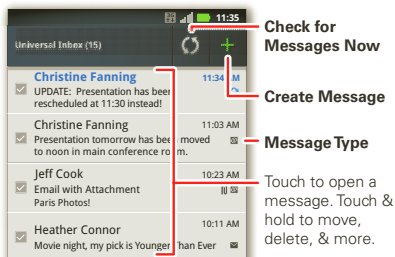 11:35
Universal Inbox (15)
Check for
Messages Now
Christine Fanning
11:34 AM
UPDATE: Presentation has been
rescheduled at 11:30 instead!
Create Message
Christine Fanning
11:03 AM
Presentation tomorrow has been moved
to noon in main conference room.
Message Type
Jeff Cook
10:23 AM
Email with Attachment
Paris Photos!
Touch to open a
message. Touch &
hold to move,
delete, & more.
Heather Connor
10:11 AM
Movie night, my pick is Younger Than Ever